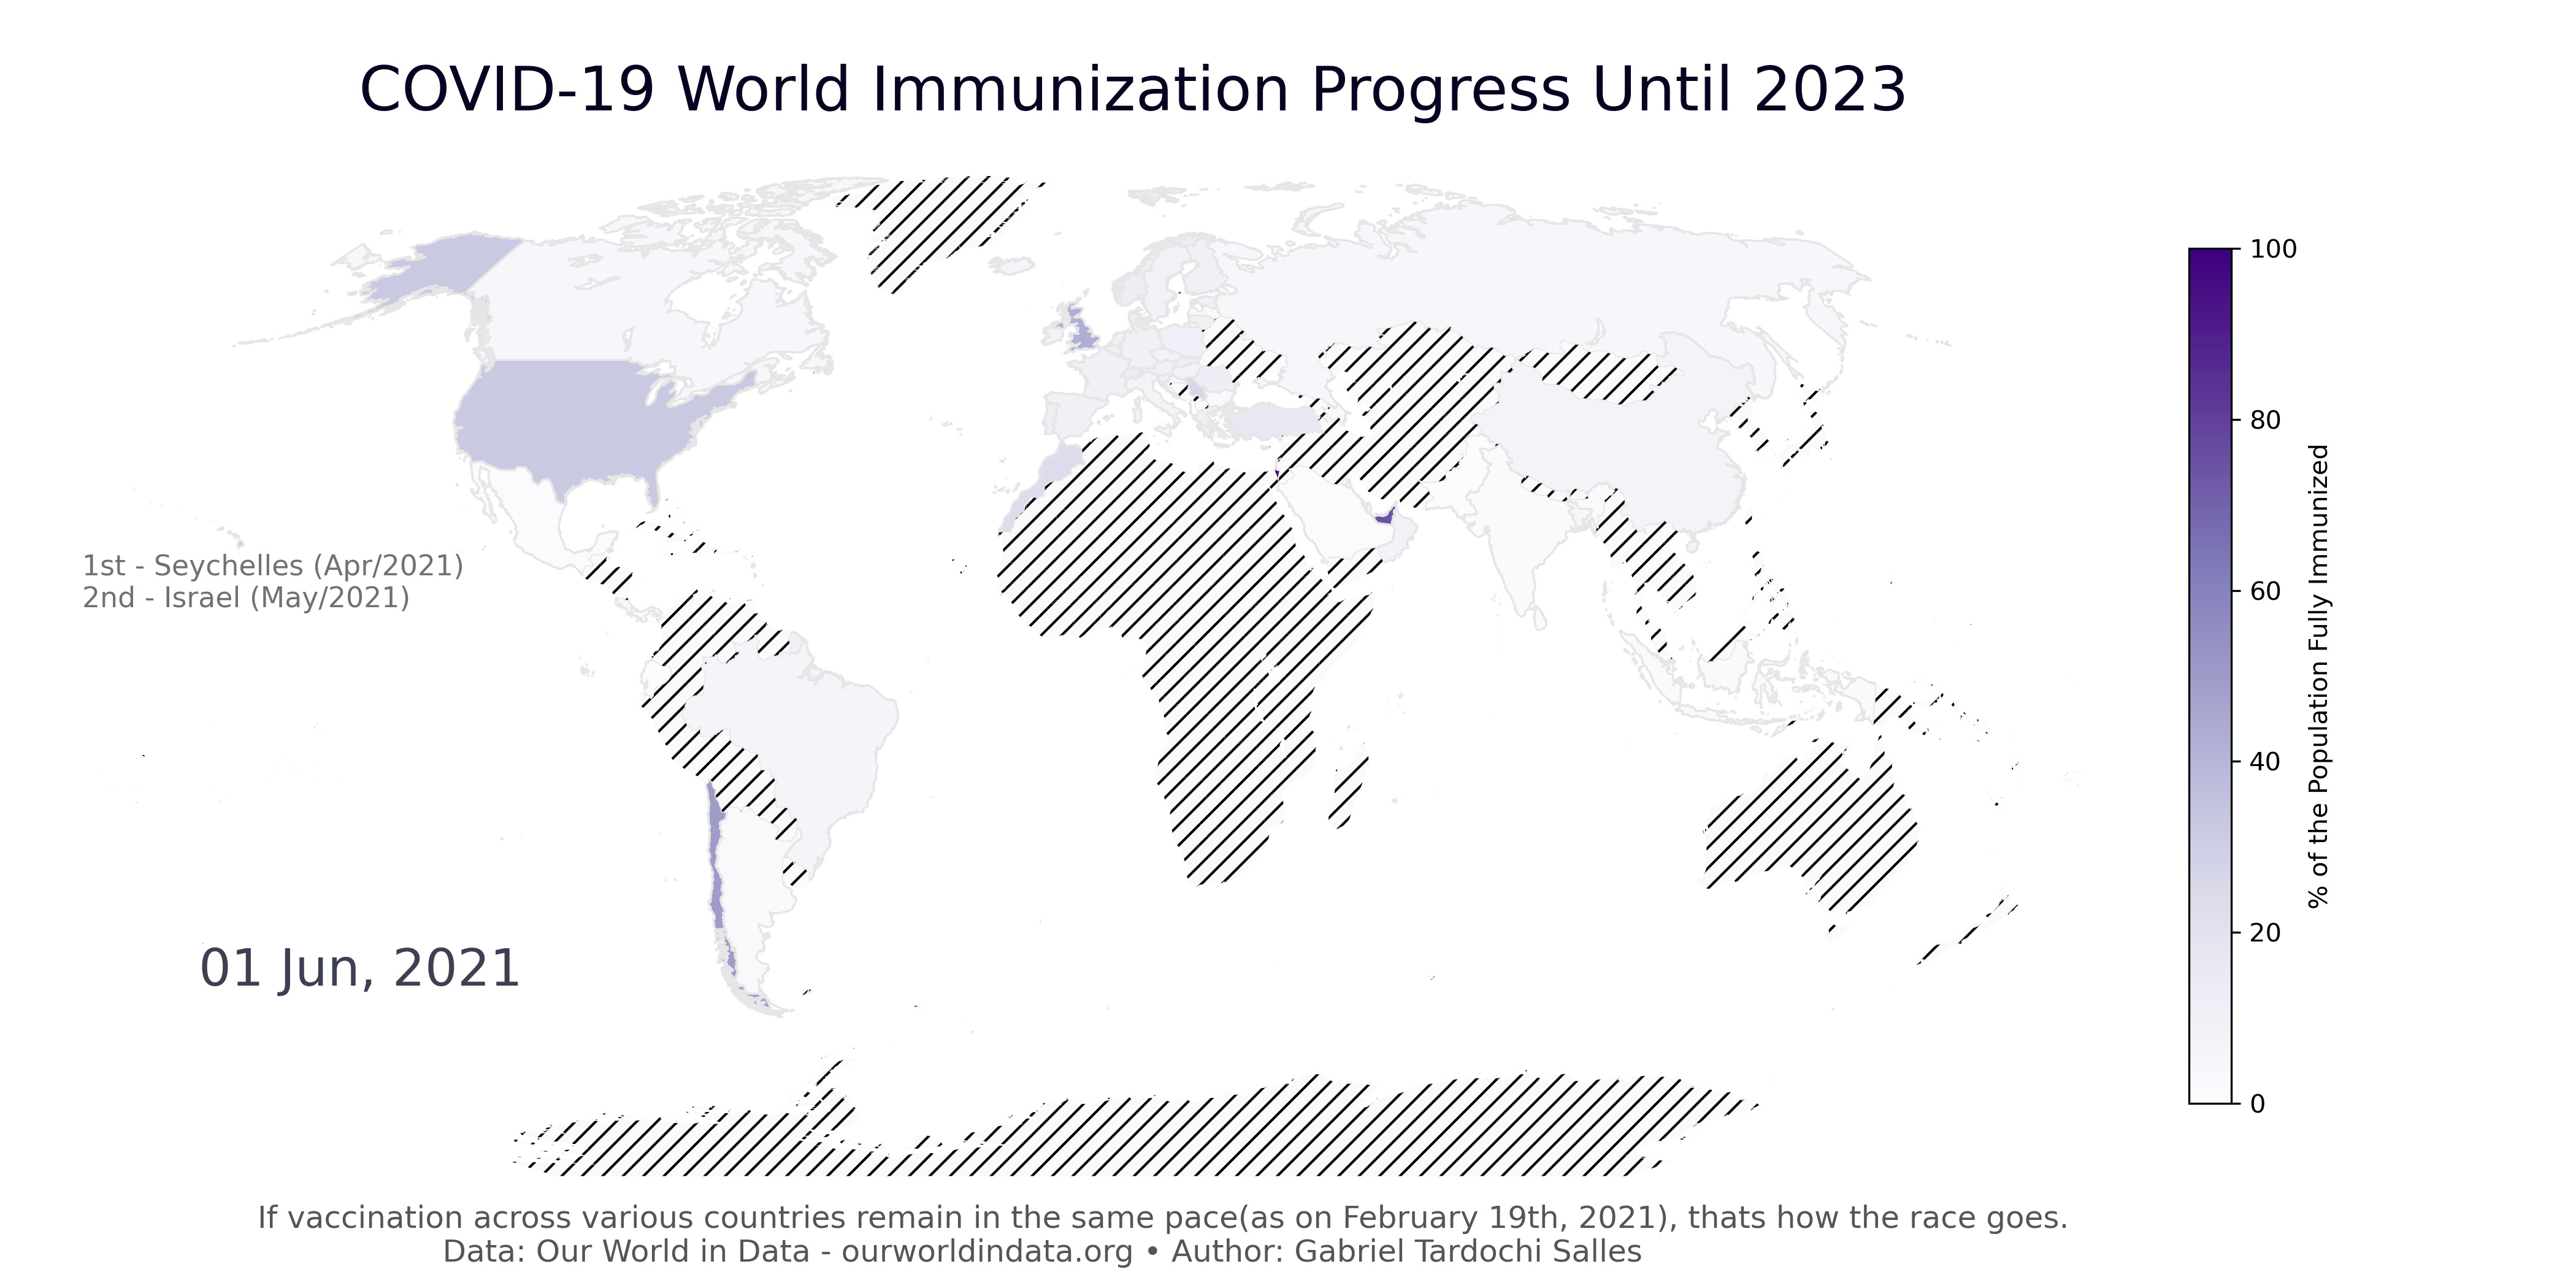 COVID-19 World Immunization Progress Until 2023
1st - Seychelles (Apr/2021)
2nd - Israel (May/2021)
01 Jun, 2021
100
80
60
40
20
0
% of the Population Fully Immunized
If vaccination across various countries remain in the same pace(as on February 19th, 2021), thats how the race goes.
Data: Our World in Data - ourworldindata.org • Author: Gabriel Tardochi Salles